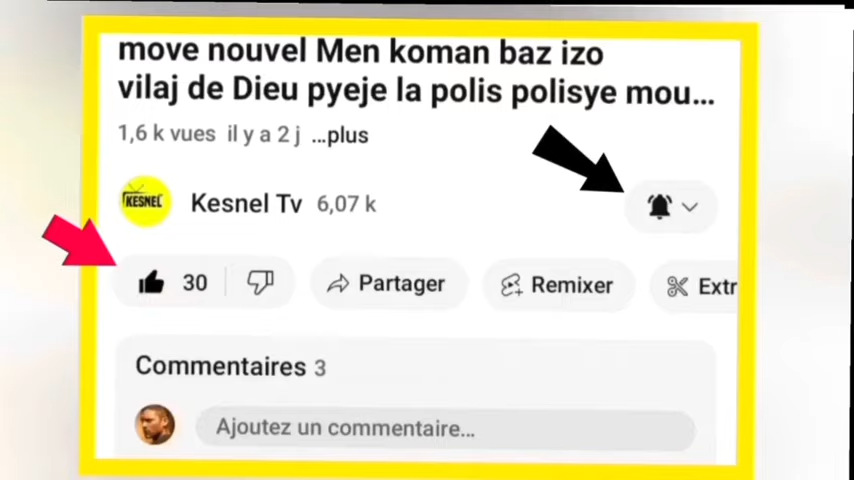 move nouvel Men koman baz izo
vilaj de Dieu pyeje la polis polisye mou...
1,6 k vues il y a 2 j ...plus
KESNEL
Kesnel Tv 6,07 k
30 Partager Remixer Extr
Commentaires 3
Ajoutez un commentaire...